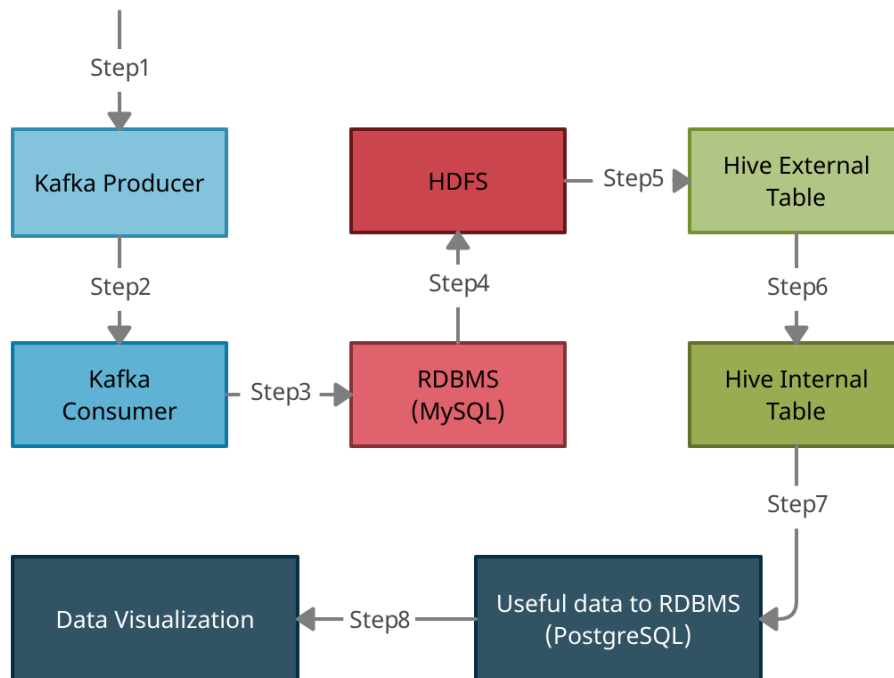 Step1
Kafka Producer
Step2
Kafka
Consumer
Step3
RDBMS
(MySQL)
Step4
HDFS
Step5
Hive External
Table
Step6
Hive Internal
Table
Step7
Useful data to RDBMS
(PostgreSQL)
Step8
Data Visualization